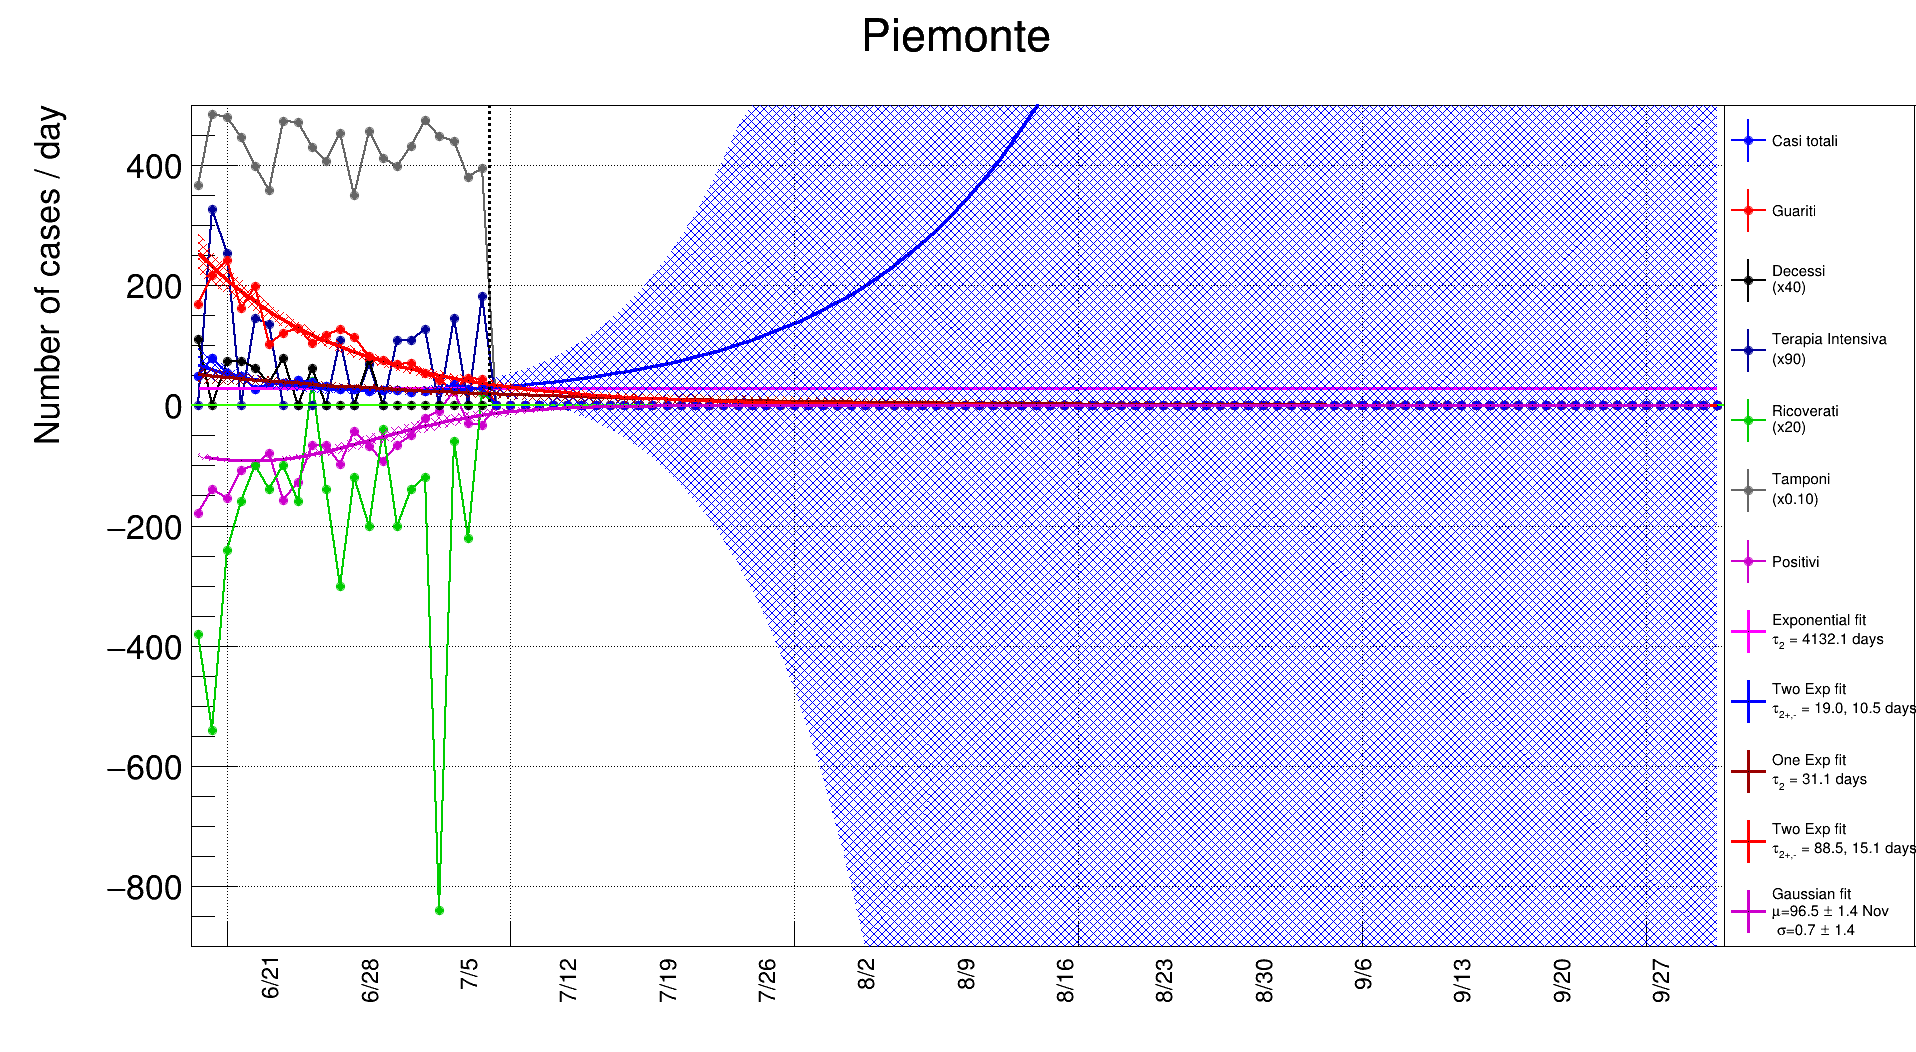 Piemonte
Number of cases / day
400
200
0
−200
−400
−600
−800
6/21
6/28
7/5
7/12
7/19
7/26
8/2
8/9
8/16
8/23
8/30
9/6
9/13
9/20
9/27
Casi totali
Guariti
Decessi
(x40)
Terapia Intensiva
(x90)
Ricoverati
(x20)
Tamponi
(x0.10)
Positivi
Exponential fit
τ2 = 4132.1 days
Two Exp fit
τ2+,- = 19.0, 10.5 days
One Exp fit
τ2 = 31.1 days
Two Exp fit
τ2+,- = 88.5, 15.1 days
Gaussian fit
μ=96.5 ± 1.4 Nov
σ=0.7 ± 1.4